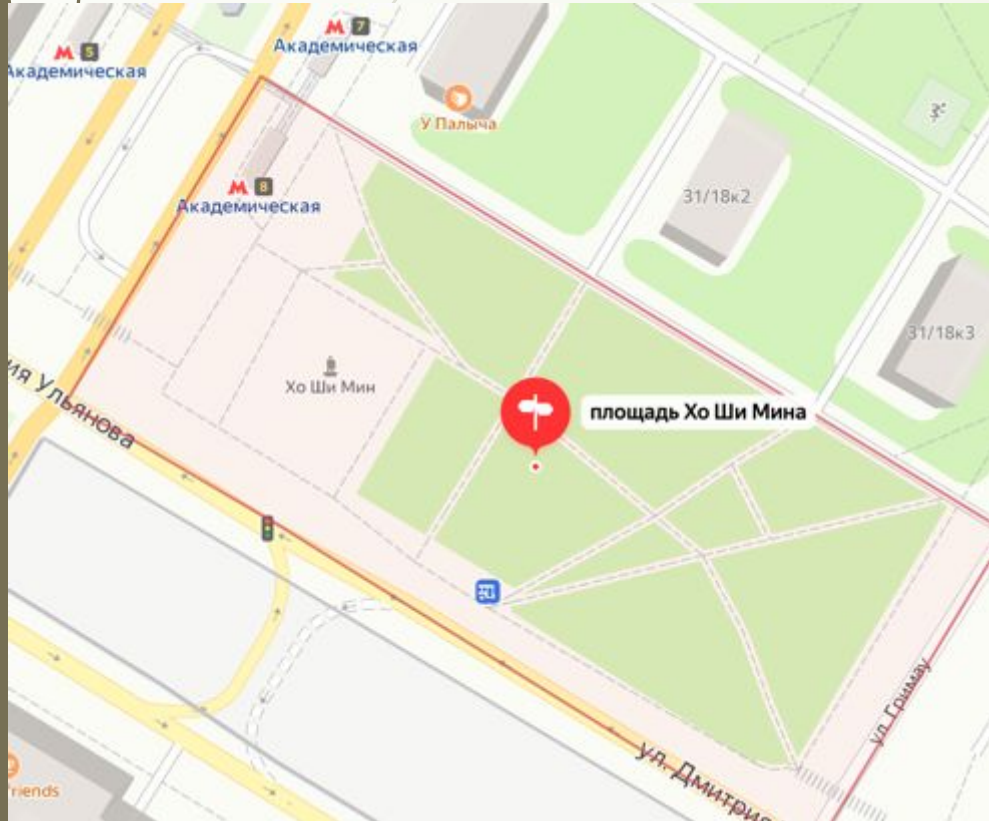 7
Академическая
5
Академическая
У Палыча
8
Академическая
31/18к2
31/18к3
Хо Ши Мин
площадь Хо Ши Мина
ия Ульянова
ул. Гримау
ул. Дмитрия
riends